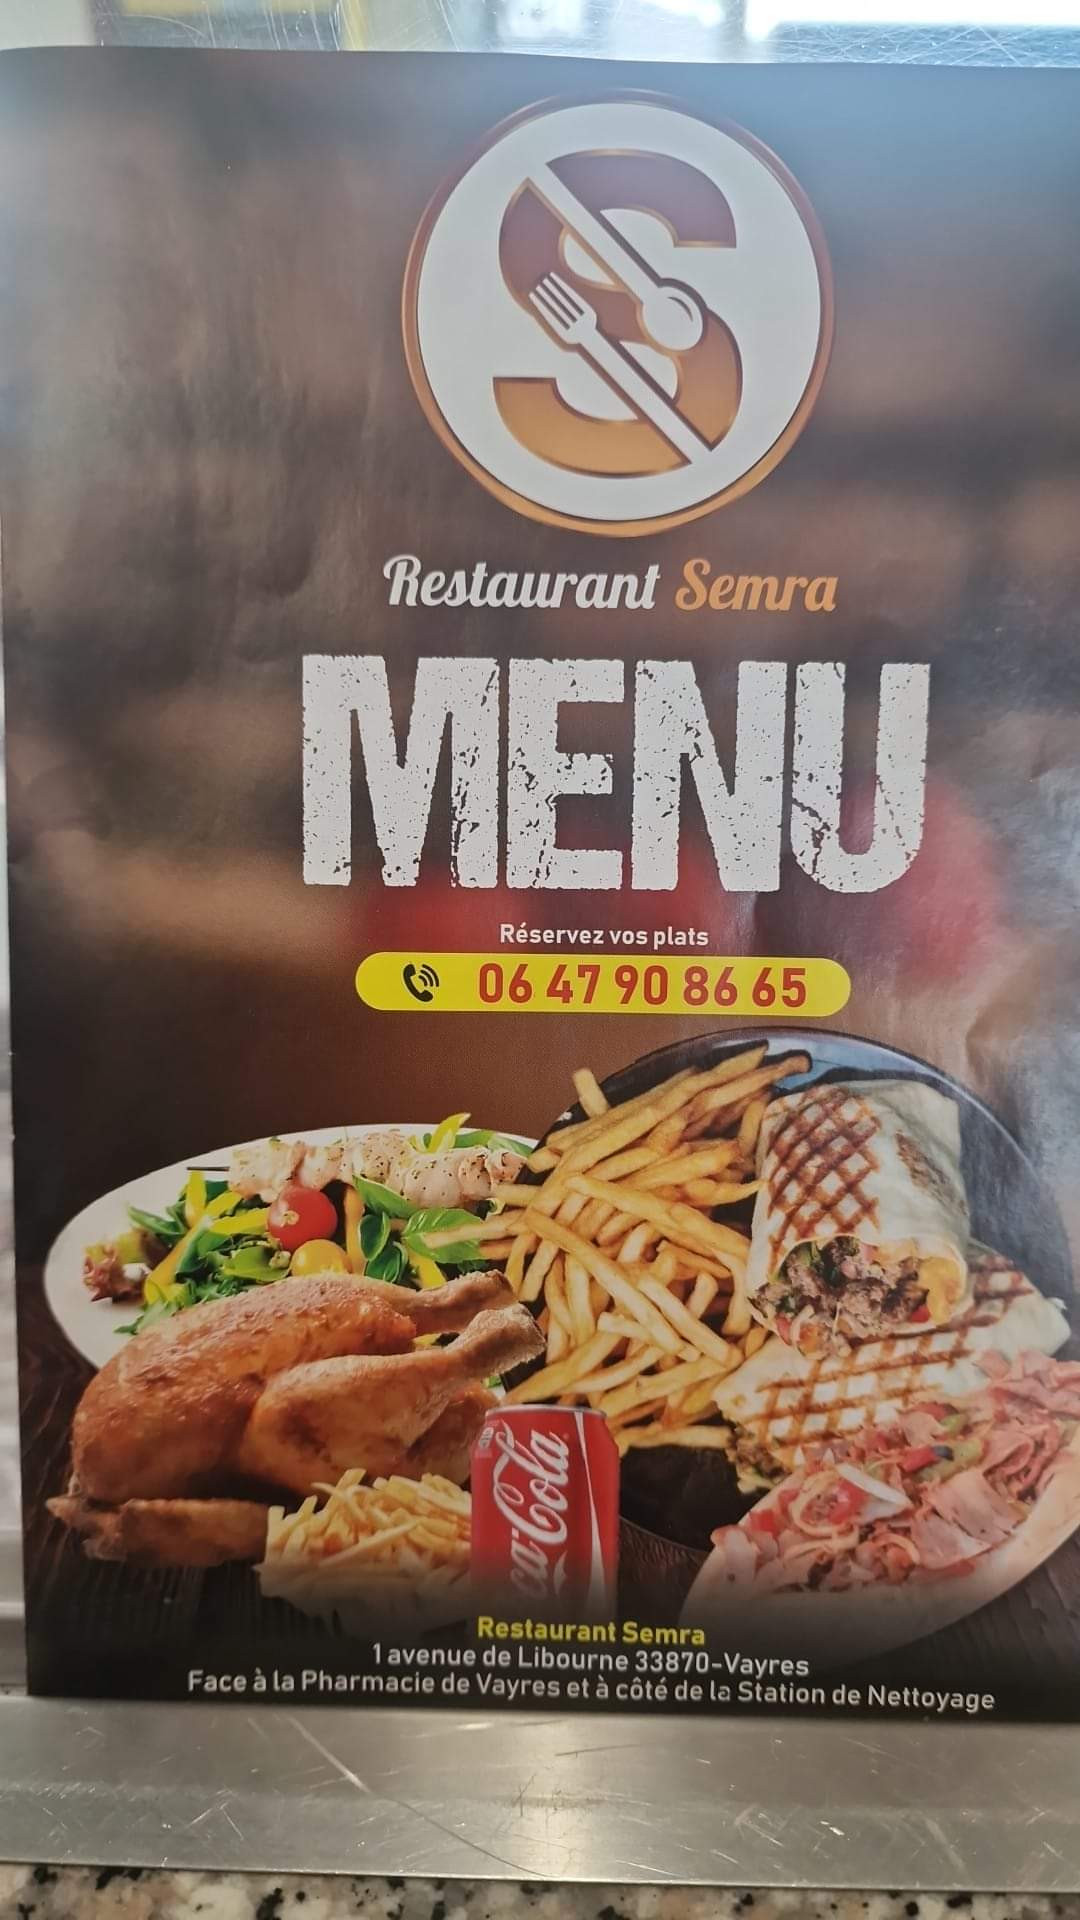 S
Restaurant Semra
MENU
Réservez vos plats
06 47 90 86 65
Coca-Cola
Restaurant Semra
1 avenue de Libourne 33870-Vayres
Face à la Pharmacie de Vayres et à côté de la Station de Nettoyage